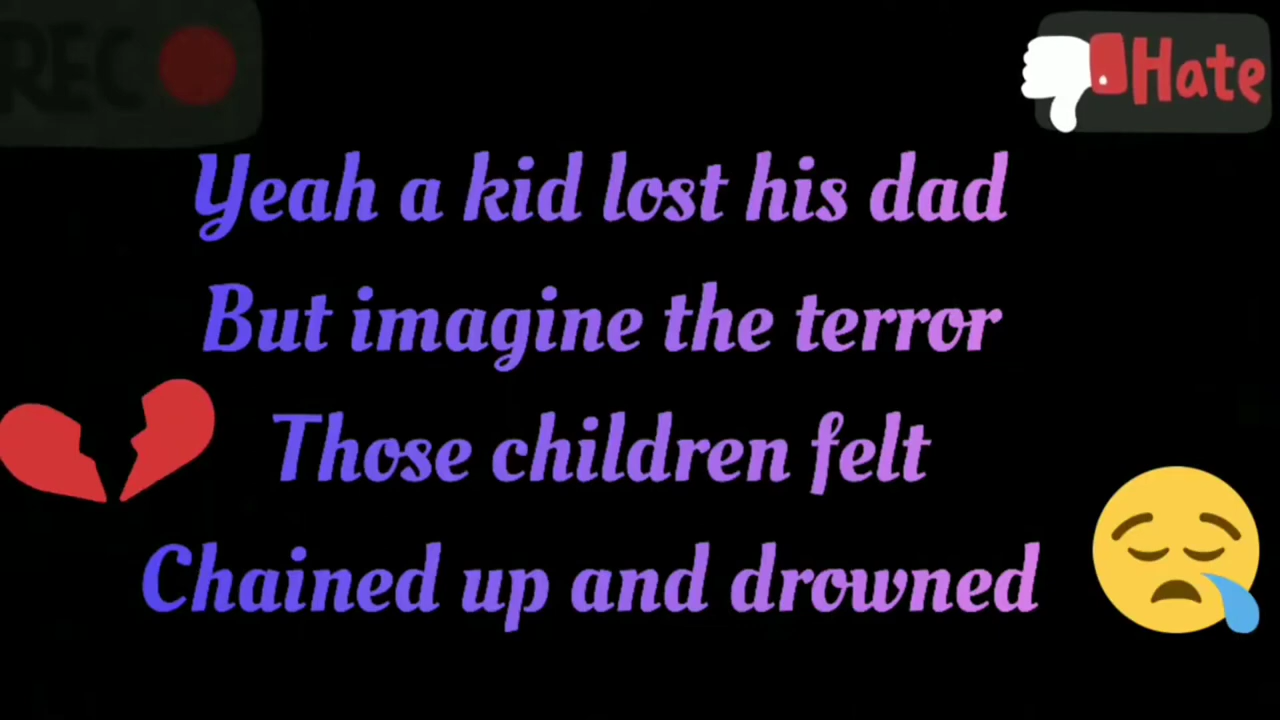 REC
Hate
Yeah a kid lost his dad
But imagine the terror
Those children felt
Chained up and drowned